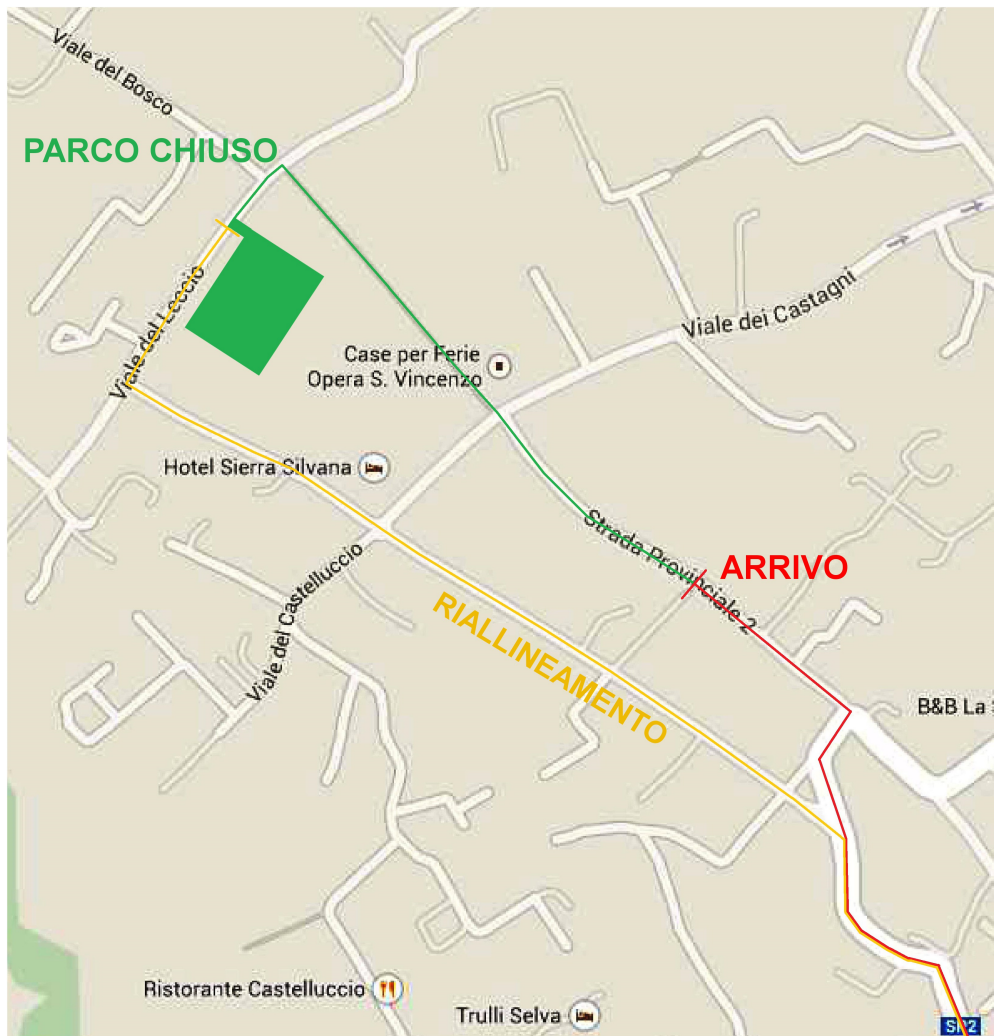 Viale del Bosco
PARCO CHIUSO
Viale del Leccio
Viale dei Castagni
Case per Ferie
Opera S. Vincenzo
Hotel Sierra Silvana
Strada Provinciale 2
ARRIVO
Viale del Castelluccio
RIALLINEAMENTO
B&B La
Ristorante Castelluccio
Trulli Selva
SP2